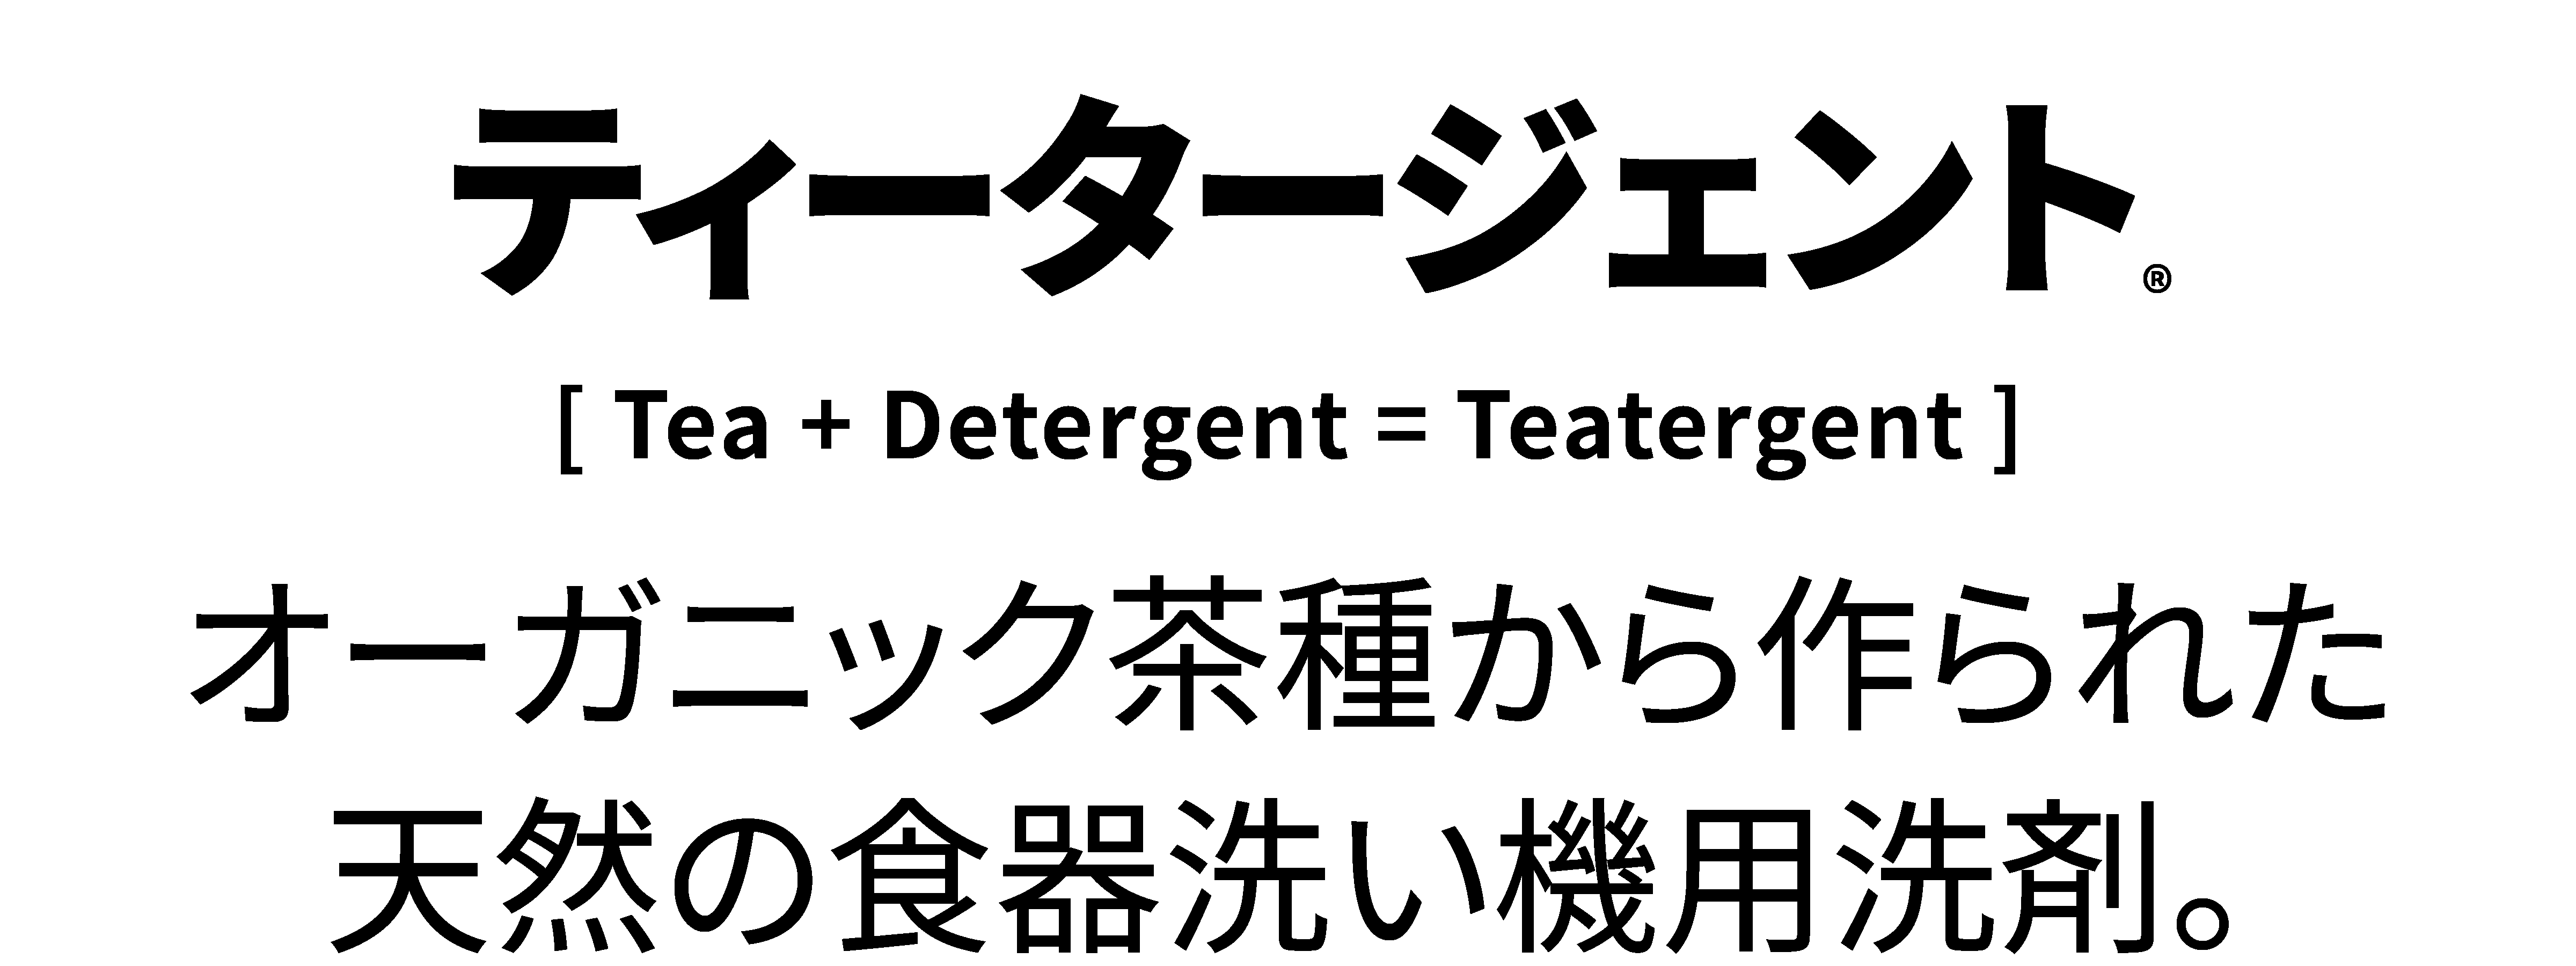 ティータージェント®
[ Tea + Detergent = Teatergent ]
オーガニック茶種から作られた
天然の食器洗い機用洗剤。